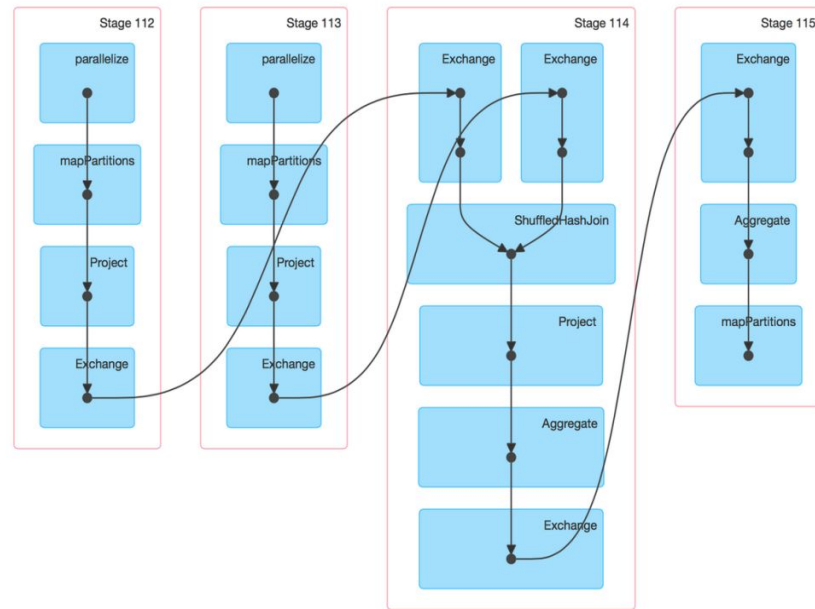 Stage 112
parallelize
mapPartitions
Project
Exchange
Stage 113
parallelize
mapPartitions
Project
Exchange
Stage 114
Exchange
Exchange
ShuffledHashJoin
Project
Aggregate
Exchange
Stage 115
Exchange
Aggregate
mapPartitions